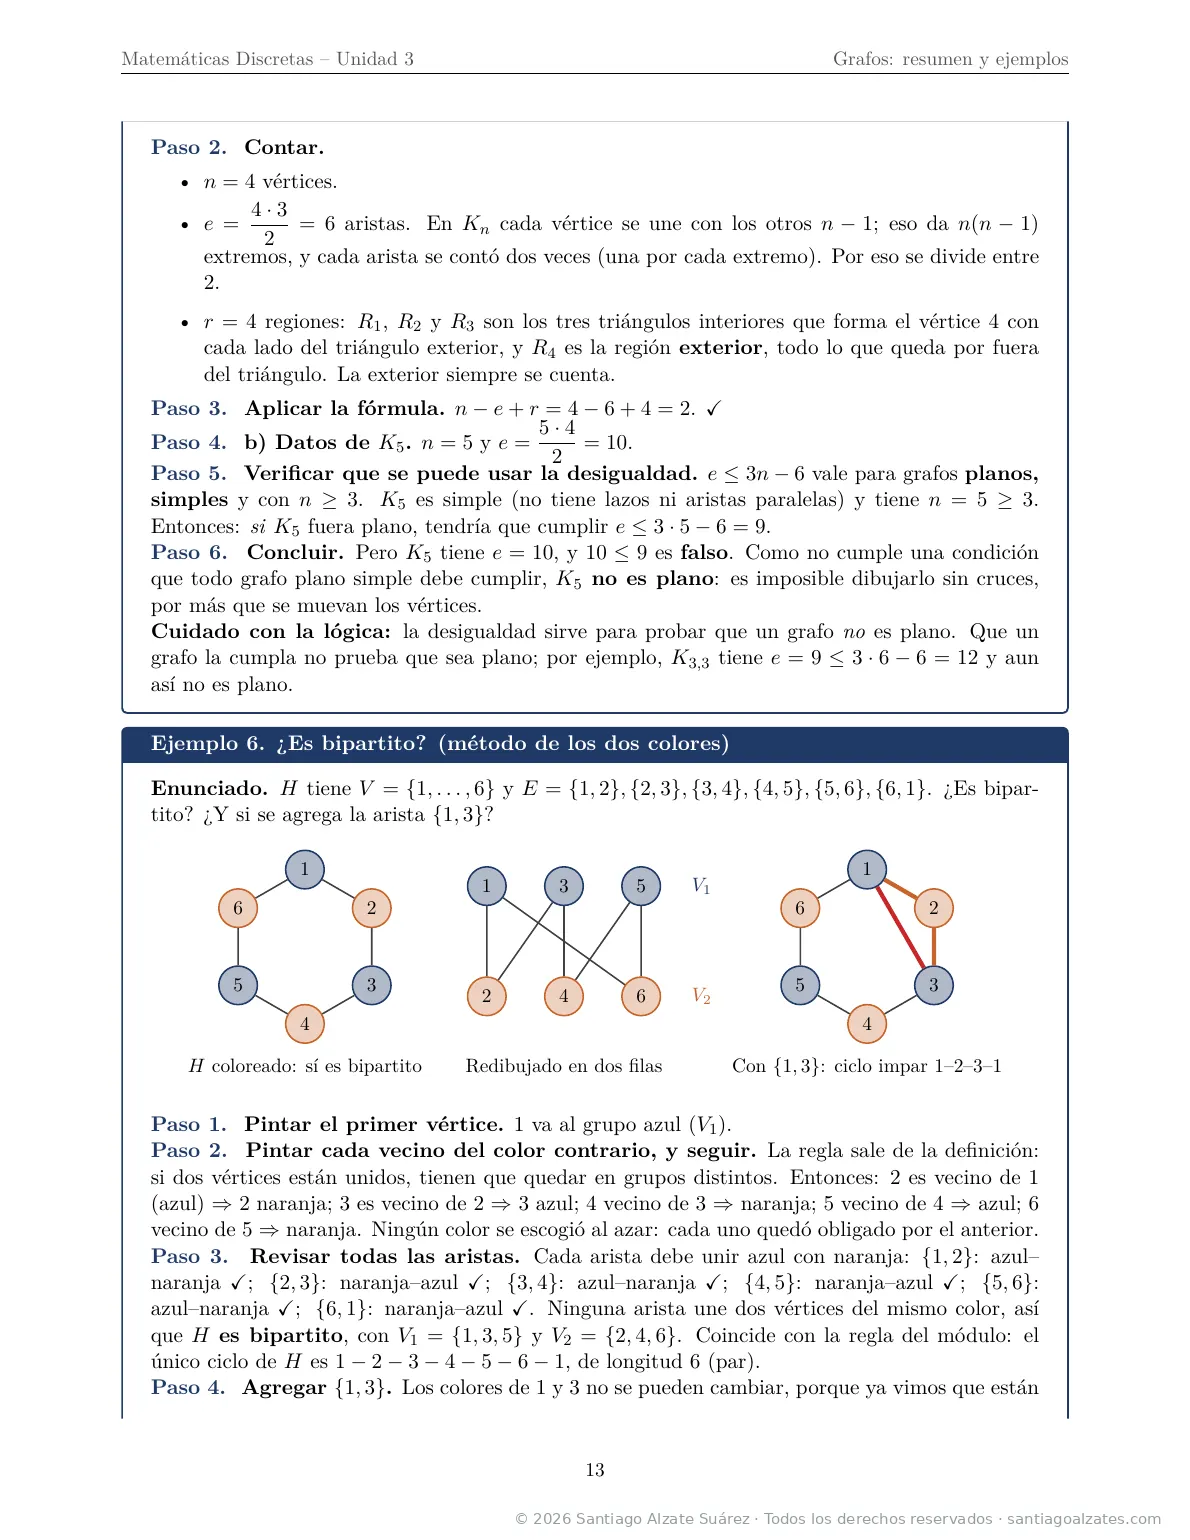 Matemáticas Discretas – Unidad 3 Grafos: resumen y ejemplos
Paso 2. Contar.
• n = 4 vértices.
• e = \frac{4 · 3}{2} = 6 aristas. En K_n cada vértice se une con los otros n − 1; eso da n(n − 1)
extremos, y cada arista se contó dos veces (una por cada extremo). Por eso se divide entre
2.
• r = 4 regiones: R_1, R_2 y R_3 son los tres triángulos interiores que forma el vértice 4 con
cada lado del triángulo exterior, y R_4 es la región exterior, todo lo que queda por fuera
del triángulo. La exterior siempre se cuenta.
Paso 3. Aplicar la fórmula. n − e + r = 4 − 6 + 4 = 2. ✓
Paso 4. b) Datos de K_5. n = 5 y e = \frac{5 · 4}{2} = 10.
Paso 5. Verificar que se puede usar la desigualdad. e ≤ 3n − 6 vale para grafos planos,
simples y con n ≥ 3. K_5 es simple (no tiene lazos ni aristas paralelas) y tiene n = 5 ≥ 3.
Entonces: si K_5 fuera plano, tendría que cumplir e ≤ 3 · 5 − 6 = 9.
Paso 6. Concluir. Pero K_5 tiene e = 10, y 10 ≤ 9 es falso. Como no cumple una condición
que todo grafo plano simple debe cumplir, K_5 no es plano: es imposible dibujarlo sin cruces,
por más que se muevan los vértices.
Cuidado con la lógica: la desigualdad sirve para probar que un grafo no es plano. Que un
grafo la cumpla no prueba que sea plano; por ejemplo, K_{3,3} tiene e = 9 ≤ 3 · 6 − 6 = 12 y aun
así no es plano.
Ejemplo 6. ¿Es bipartito? (método de los dos colores)
Enunciado. H tiene V = {1, . . . , 6} y E = {1, 2}, {2, 3}, {3, 4}, {4, 5}, {5, 6}, {6, 1}. ¿Es bipar-
tito? ¿Y si se agrega la arista {1, 3}?
1
6 2
5 3
4
H coloreado: sí es bipartito
1 3 5 V_1
2 4 6 V_2
Redibujado en dos filas
1
6 2
5 3
4
Con {1, 3}: ciclo impar 1–2–3–1
Paso 1. Pintar el primer vértice. 1 va al grupo azul (V_1).
Paso 2. Pintar cada vecino del color contrario, y seguir. La regla sale de la definición:
si dos vértices están unidos, tienen que quedar en grupos distintos. Entonces: 2 es vecino de 1
(azul) ⇒ 2 naranja; 3 es vecino de 2 ⇒ 3 azul; 4 vecino de 3 ⇒ naranja; 5 vecino de 4 ⇒ azul; 6
vecino de 5 ⇒ naranja. Ningún color se escogió al azar: cada uno quedó obligado por el anterior.
Paso 3. Revisar todas las aristas. Cada arista debe unir azul con naranja: {1, 2}: azul–
naranja ✓; {2, 3}: naranja–azul ✓; {3, 4}: azul–naranja ✓; {4, 5}: naranja–azul ✓; {5, 6}:
azul–naranja ✓; {6, 1}: naranja–azul ✓. Ninguna arista une dos vértices del mismo color, así
que H es bipartito, con V_1 = {1, 3, 5} y V_2 = {2, 4, 6}. Coincide con la regla del módulo: el
único ciclo de H es 1 − 2 − 3 − 4 − 5 − 6 − 1, de longitud 6 (par).
Paso 4. Agregar {1, 3}. Los colores de 1 y 3 no se pueden cambiar, porque ya vimos que están
13
© 2026 Santiago Alzate Suárez · Todos los derechos reservados · santiagoalzates.com